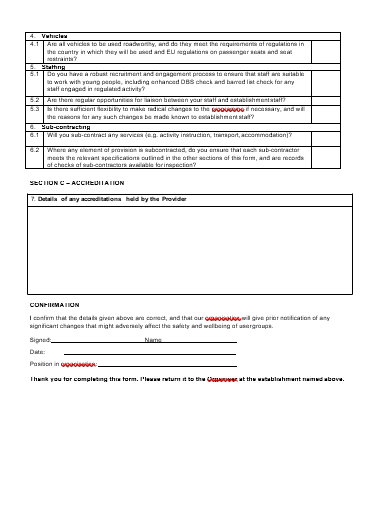 4. Vehicles
4.1 Are all vehicles to be used roadworthy, and do they meet the requirements of regulations in
the country in which they will be used and EU regulations on passenger seats and seat
restraints?
5. Staffing
5.1 Do you have a robust recruitment and engagement process to ensure that staff are suitable
to work with young people, including enhanced DBS check and barred list check for any
staff engaged in regulated activity?
5.2 Are there regular opportunities for liaison between your staff and establishment staff?
5.3 Is there sufficient flexibility to make radical changes to the if necessary, and will
the reasons for any such changes be made known to establishment staff?
6. Sub-contracting
6.1 Will you sub-contract any services (e.g. activity instruction, transport, accommodation)?
6.2 Where any element of provision is subcontracted, do you ensure that each sub-contractor
meets the relevant specifications outlined in the other sections of this form, and are records
of checks of sub-contractors available for inspection?
SECTION C – ACCREDITATION
7. Details of any accreditations held by the Provider
CONFIRMATION
I confirm that the details given above are correct, and that our organisation will give prior notification of any
significant changes that might adversely affect the safety and wellbeing of usergroups.
Signed: Name
Date:
Position in organisation:
Thank you for completing this form. Please return it to the Organiser at the establishment named above.